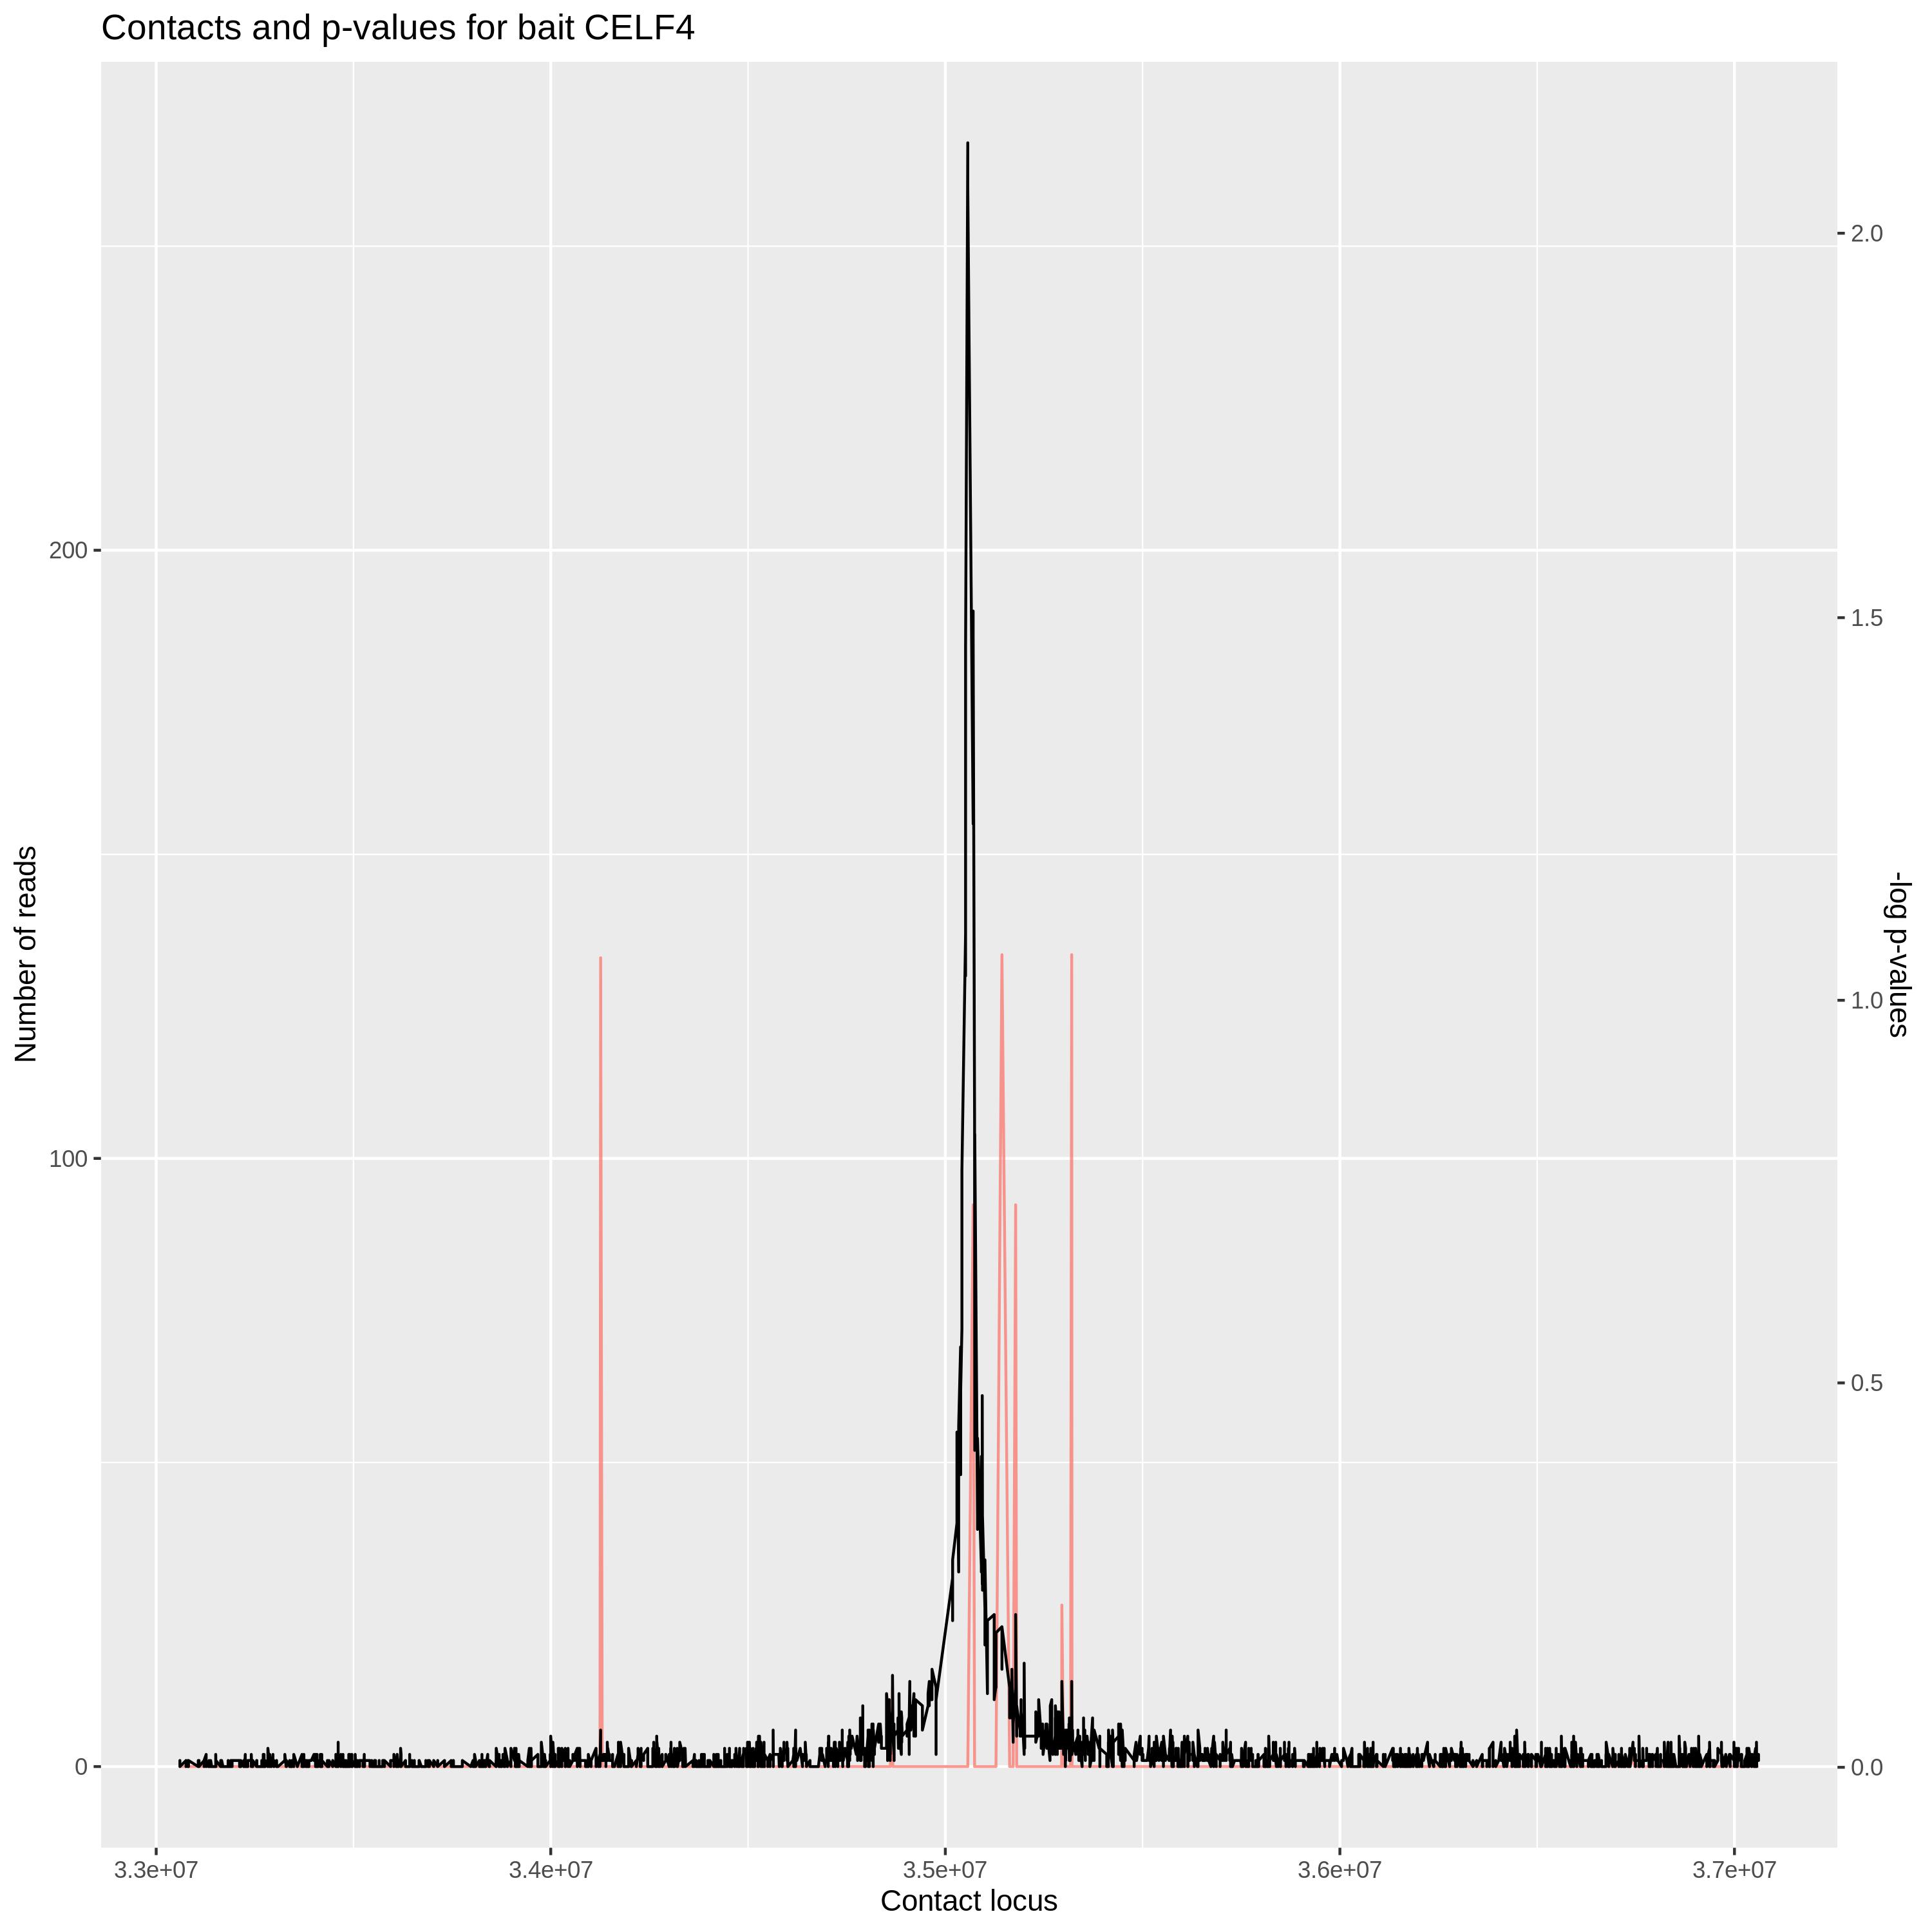 Contacts and p-values for bait CELF4
Number of reads
200
100
0
2.0
1.5
1.0
0.5
0.0
-log p-values
3.3e+07 3.4e+07 3.5e+07 3.6e+07 3.7e+07
Contact locus